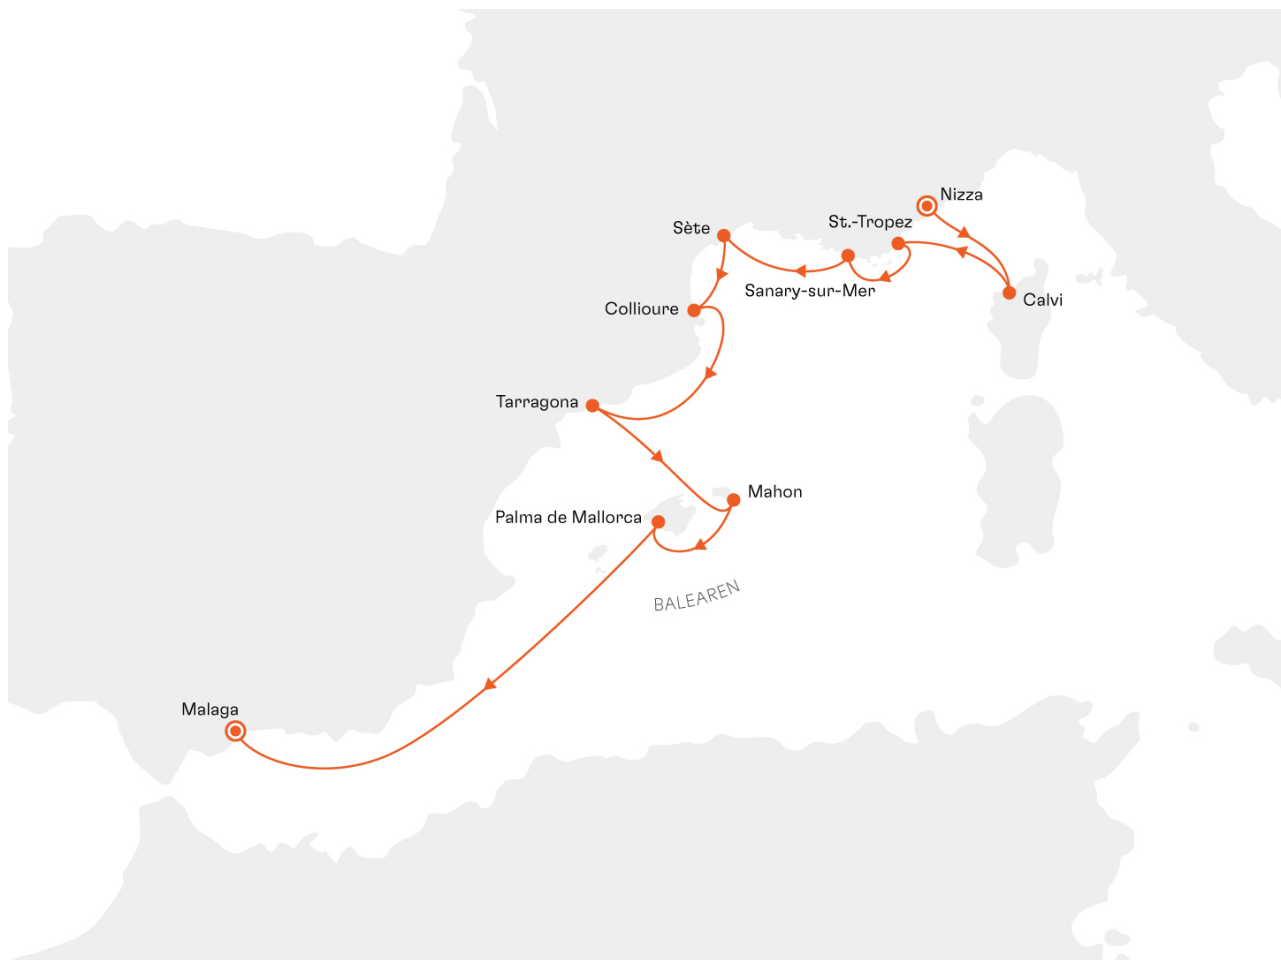 Nizza
St.-Tropez
Sète
Sanary-sur-Mer
Calvi
Collioure
Tarragona
Mahon
Palma de Mallorca
BALEAREN
Malaga